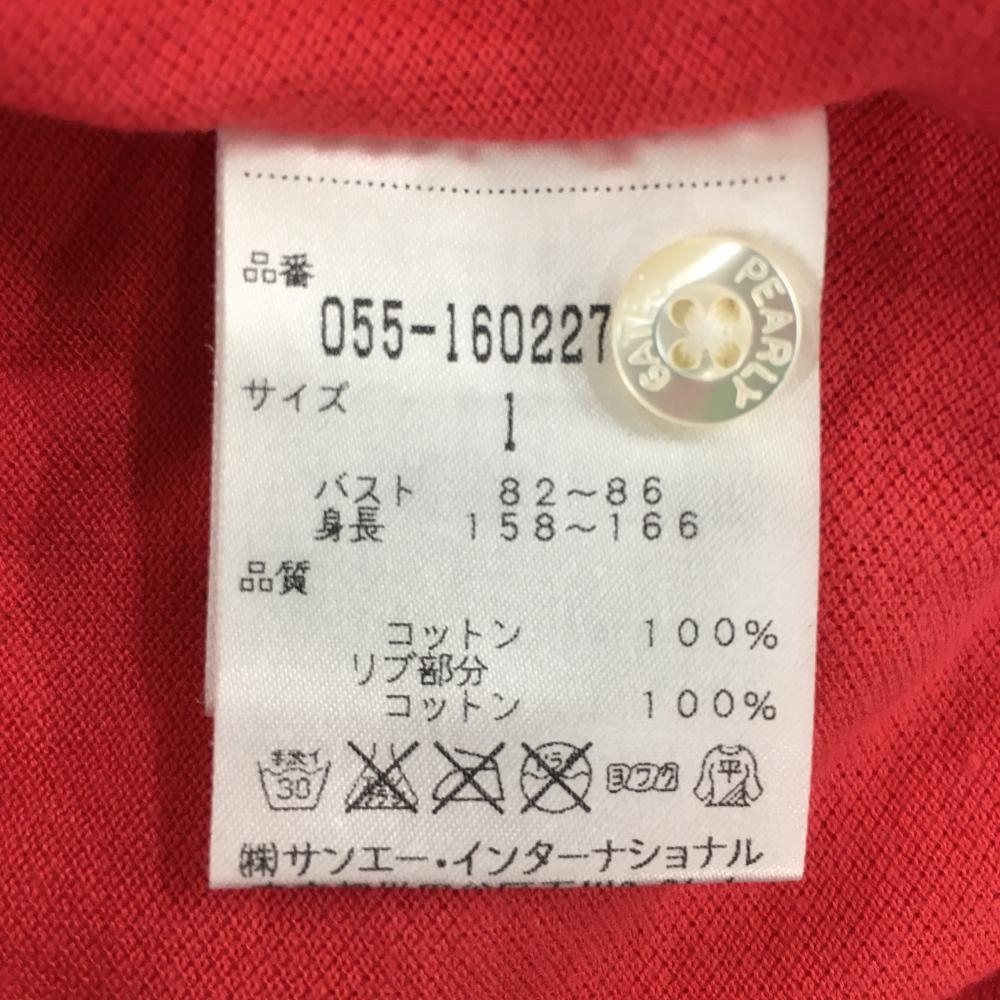 品番
055-160227
PEARLY GATES
サイズ
1
バスト 82～86
身長 158～166
品質
コットン 100%
リブ部分
コットン 100%
手洗イ 30 ヨワク 平
㈱サンエー・インターナショナル